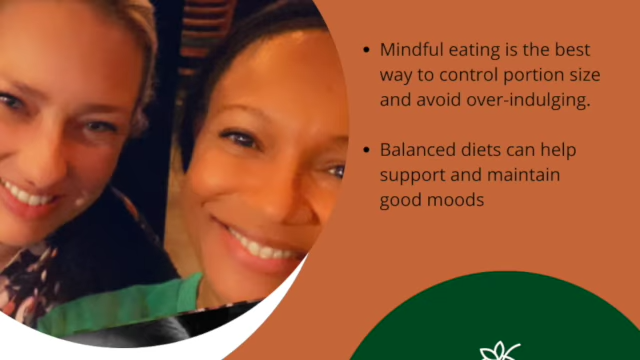 Mindful eating is the best
way to control portion size
and avoid over-indulging.
Balanced diets can help
support and maintain
good moods